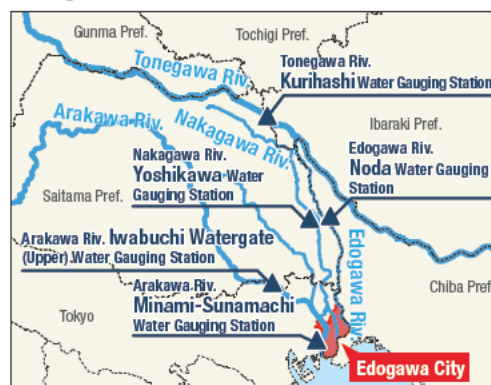 Gunma Pref.
Tochigi Pref.
Tonegawa Riv.
Tonegawa Riv.
Kurihashi Water Gauging Station
Arakawa Riv.
Nakagawa Riv.
Ibaraki Pref.
Nakagawa Riv.
Yoshikawa Water
Gauging Station
Edogawa Riv.
Noda Water Gauging
Station
Saitama Pref.
Arakawa Riv. Iwabuchi Watergate
(Upper) Water Gauging Station
Edogawa Riv.
Chiba Pref.
Arakawa Riv.
Minami-Sunamachi
Water Gauging Station
Tokyo
Edogawa City